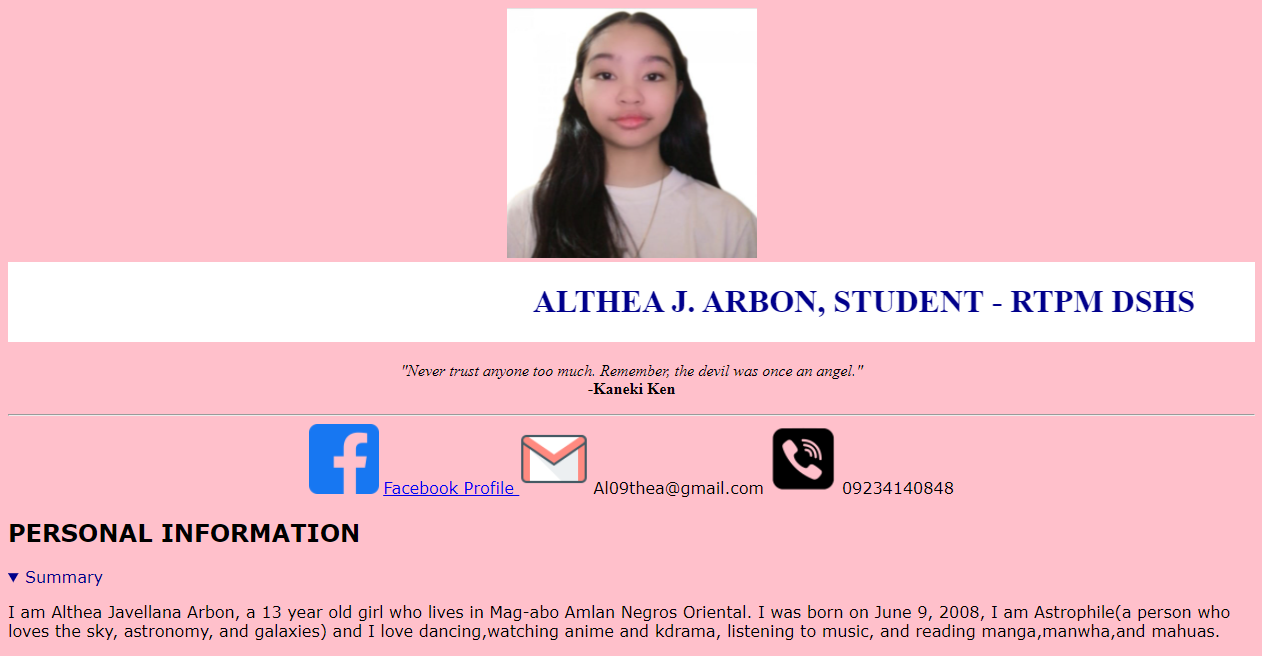 ALTHEA J. ARBON, STUDENT - RTPM DSHS
"Never trust anyone too much. Remember, the devil was once an angel."
-Kaneki Ken
Facebook Profile Al09thea@gmail.com 09234140848
PERSONAL INFORMATION
▼ Summary
I am Althea Javellana Arbon, a 13 year old girl who lives in Mag-abo Amlan Negros Oriental. I was born on June 9, 2008, I am Astrophile(a person who
loves the sky, astronomy, and galaxies) and I love dancing,watching anime and kdrama, listening to music, and reading manga,manwha,and mahuas.